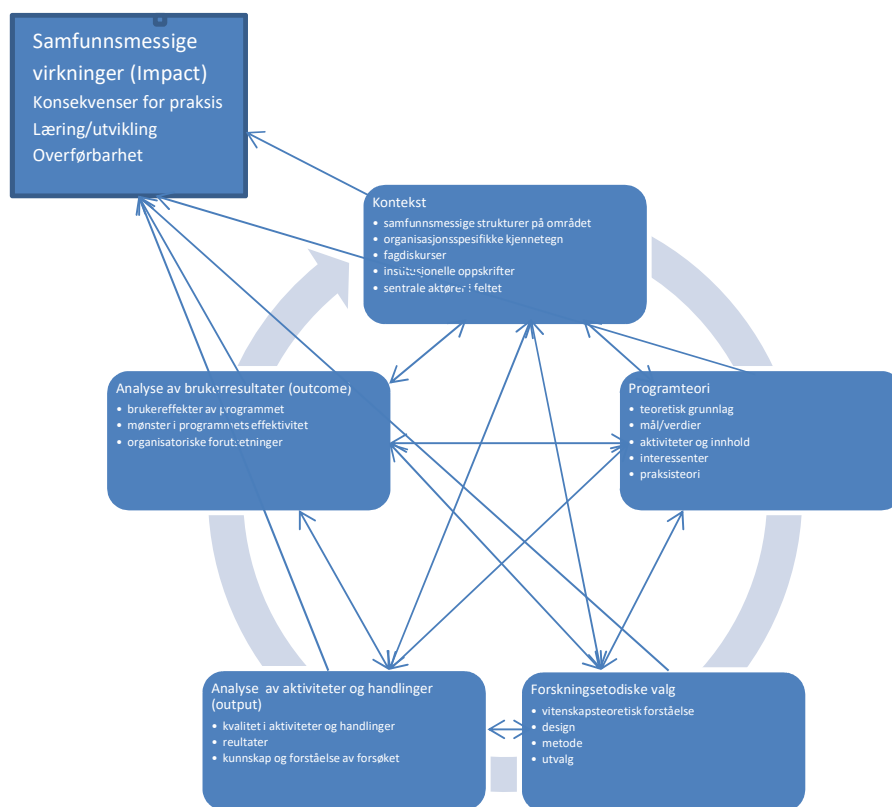 Samfunnsmessige
virkninger (Impact)
Konsekvenser for praksis
Læring/utvikling
Overførbarhet
Kontekst
• samfunnsmessige strukturer på området
• organisasjonsspesifikke kjennetegn
• fagdiskurser
• institusjonelle oppskrifter
• sentrale aktører i feltet
Analyse av brukerresultater (outcome)
• brukereffekter av programmet
• mønster i programmets effektivitet
• organisatoriske forutsetninger
Programteori
• teoretisk grunnlag
• mål/verdier
• aktiviteter og innhold
• interessenter
• praksisteori
Analyse av aktiviteter og handlinger
(output)
• kvalitet i aktiviteter og handlinger
• reultater
• kunnskap og forståelse av forsøket
Forskningsetodiske valg
• vitenskapsteoretisk forståelse
• design
• metode
• utvalg